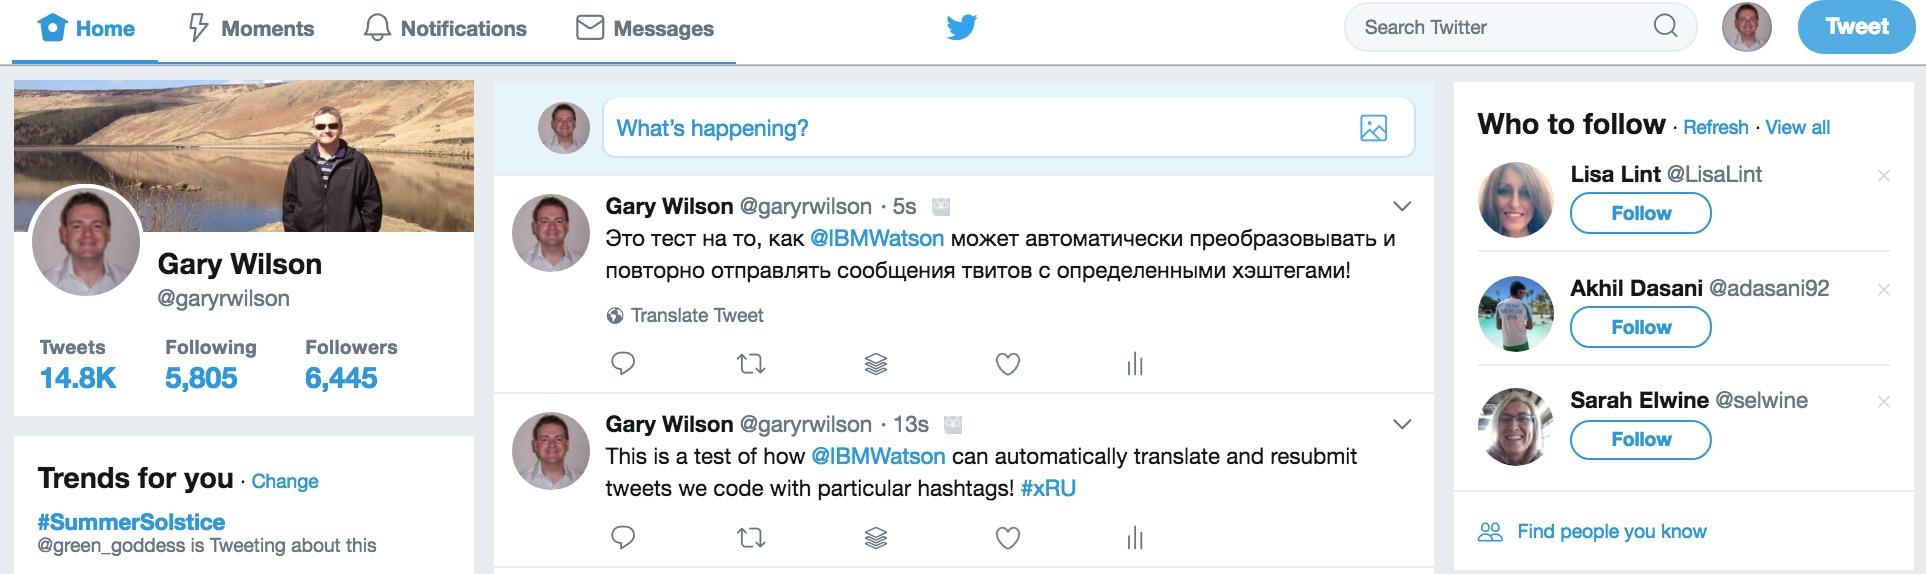 Home Moments Notifications Messages Search Twitter Tweet
Gary Wilson
@garyrwilson
Tweets Following Followers
14.8K 5,805 6,445
Trends for you · Change
#SummerSolstice
@green_goddess is Tweeting about this
What's happening?
Gary Wilson @garyrwilson · 5s
Это тест на то, как @IBMWatson может автоматически преобразовывать и
повторно отправлять сообщения твитов с определенными хэштегами!
Translate Tweet
Gary Wilson @garyrwilson · 13s
This is a test of how @IBMWatson can automatically translate and resubmit
tweets we code with particular hashtags! #xRU
Who to follow · Refresh · View all
Lisa Lint @LisaLint
Follow
Akhil Dasani @adasani92
Follow
Sarah Elwine @selwine
Follow
Find people you know